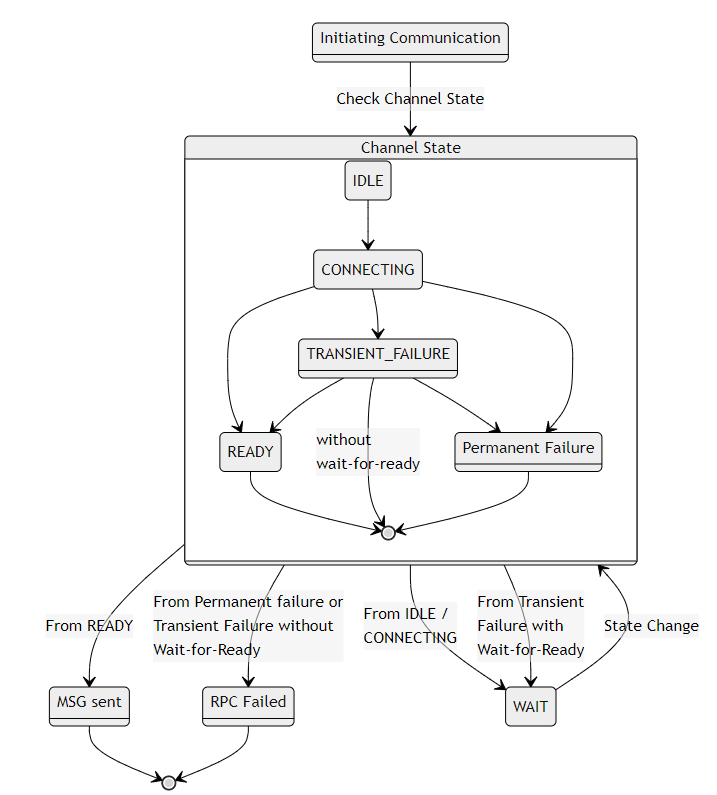 Initiating Communication
Check Channel State
Channel State
IDLE
CONNECTING
TRANSIENT_FAILURE
without
wait-for-ready
READY
Permanent Failure
From READY
From Permanent failure or
Transient Failure without
Wait-for-Ready
From IDLE /
CONNECTING
From Transient
Failure with
Wait-for-Ready
State Change
MSG sent
RPC Failed
WAIT